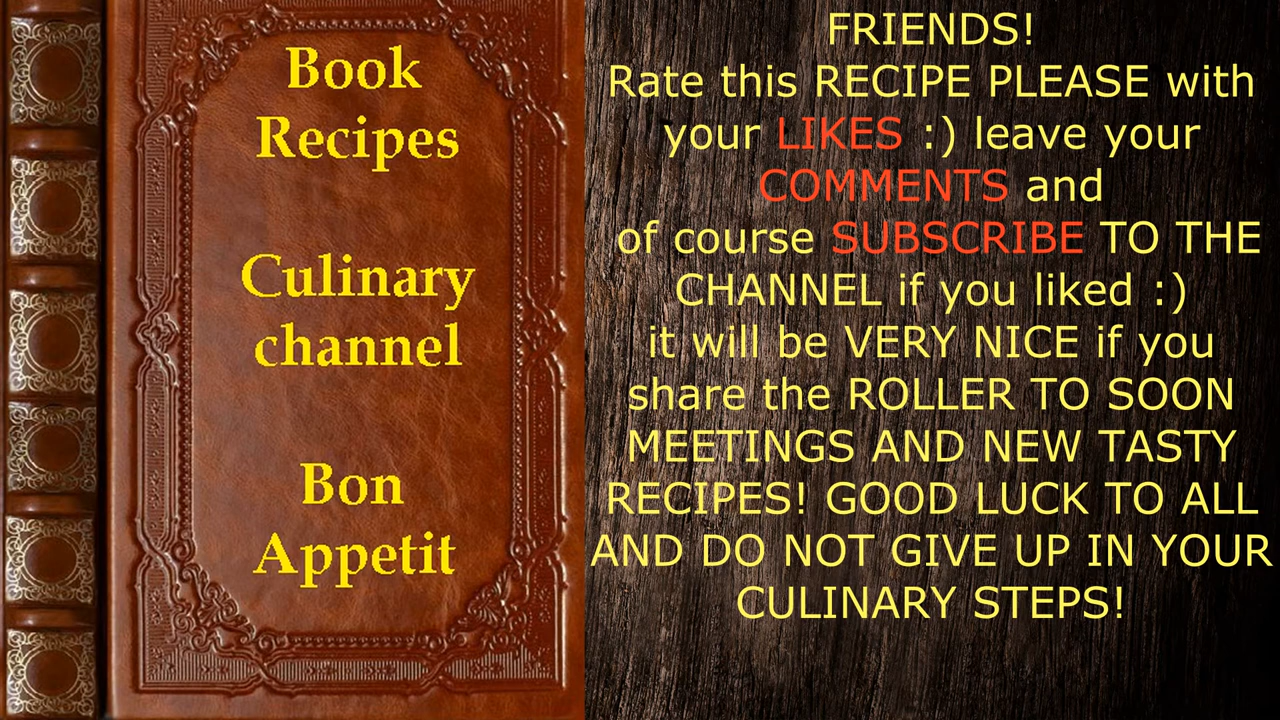 Book
Recipes
Culinary
channel
Bon
Appetit
FRIENDS!
Rate this RECIPE PLEASE with
your LIKES :) leave your
COMMENTS and
of course SUBSCRIBE TO THE
CHANNEL if you liked :)
it will be VERY NICE if you
share the ROLLER TO SOON
MEETINGS AND NEW TASTY
RECIPES! GOOD LUCK TO ALL
AND DO NOT GIVE UP IN YOUR
CULINARY STEPS!